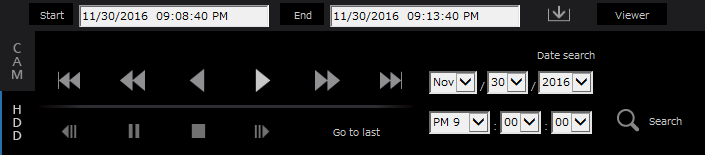 Start 11/30/2016 09:08:40 PM End 11/30/2016 09:13:40 PM Viewer
CAM
HDD
Date search
Nov / 30 / 2016
PM 9 : 00 : 00 Search
Go to last